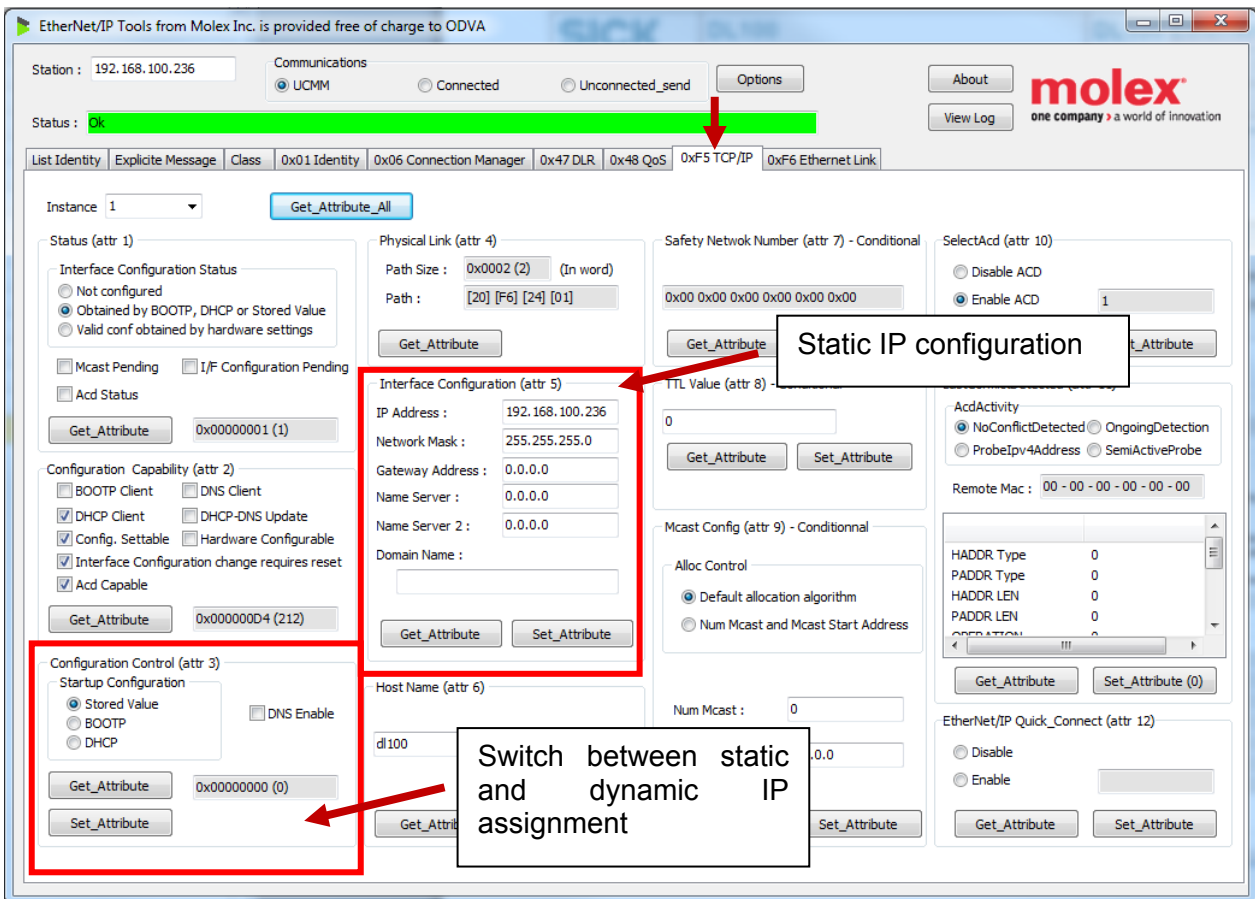 EtherNet/IP Tools from Molex Inc. is provided free of charge to ODVA
SICK DL100
Station : 192.168.100.236
Communications
UCMM Connected Unconnected_send
Options
About
View Log
molex
one company > a world of innovation
Status : Ok
List Identity Explicite Message Class 0x01 Identity 0x06 Connection Manager 0x47 DLR 0x48 QoS 0xF5 TCP/IP 0xF6 Ethernet Link
Instance 1
Get_Attribute_All
Status (attr 1)
Interface Configuration Status
Not configured
Obtained by BOOTP, DHCP or Stored Value
Valid conf obtained by hardware settings
Mcast Pending I/F Configuration Pending
Acd Status
Get_Attribute 0x00000001 (1)
Configuration Capability (attr 2)
BOOTP Client DNS Client
DHCP Client DHCP-DNS Update
Config. Settable Hardware Configurable
Interface Configuration change requires reset
Acd Capable
Get_Attribute 0x000000D4 (212)
Configuration Control (attr 3)
Startup Configuration
Stored Value
BOOTP
DHCP
DNS Enable
Get_Attribute 0x00000000 (0)
Set_Attribute
Physical Link (attr 4)
Path Size : 0x0002 (2) (In word)
Path : [20] [F6] [24] [01]
Get_Attribute
Interface Configuration (attr 5)
IP Address : 192.168.100.236
Network Mask : 255.255.255.0
Gateway Address : 0.0.0.0
Name Server : 0.0.0.0
Name Server 2 : 0.0.0.0
Domain Name :
Get_Attribute Set_Attribute
Host Name (attr 6)
dl100
Get_Attrib
Switch between static
and dynamic IP
assignment
Safety Netwok Number (attr 7) - Conditional
0x00 0x00 0x00 0x00 0x00 0x00
Get_Attribute
Static IP configuration
TTL Value (attr 8) -
0
Get_Attribute Set_Attribute
Mcast Config (attr 9) - Conditionnal
Alloc Control
Default allocation algorithm
Num Mcast and Mcast Start Address
Num Mcast : 0
.0.0
Set_Attribute
SelectAcd (attr 10)
Disable ACD
Enable ACD 1
t_Attribute
AcdActivity
NoConflictDetected OngoingDetection
ProbeIpv4Address SemiActiveProbe
Remote Mac : 00 - 00 - 00 - 00 - 00 - 00
HADDR Type 0
PADDR Type 0
HADDR LEN 0
PADDR LEN 0
OPERATION 0
Get_Attribute Set_Attribute (0)
EtherNet/IP Quick_Connect (attr 12)
Disable
Enable
Get_Attribute Set_Attribute